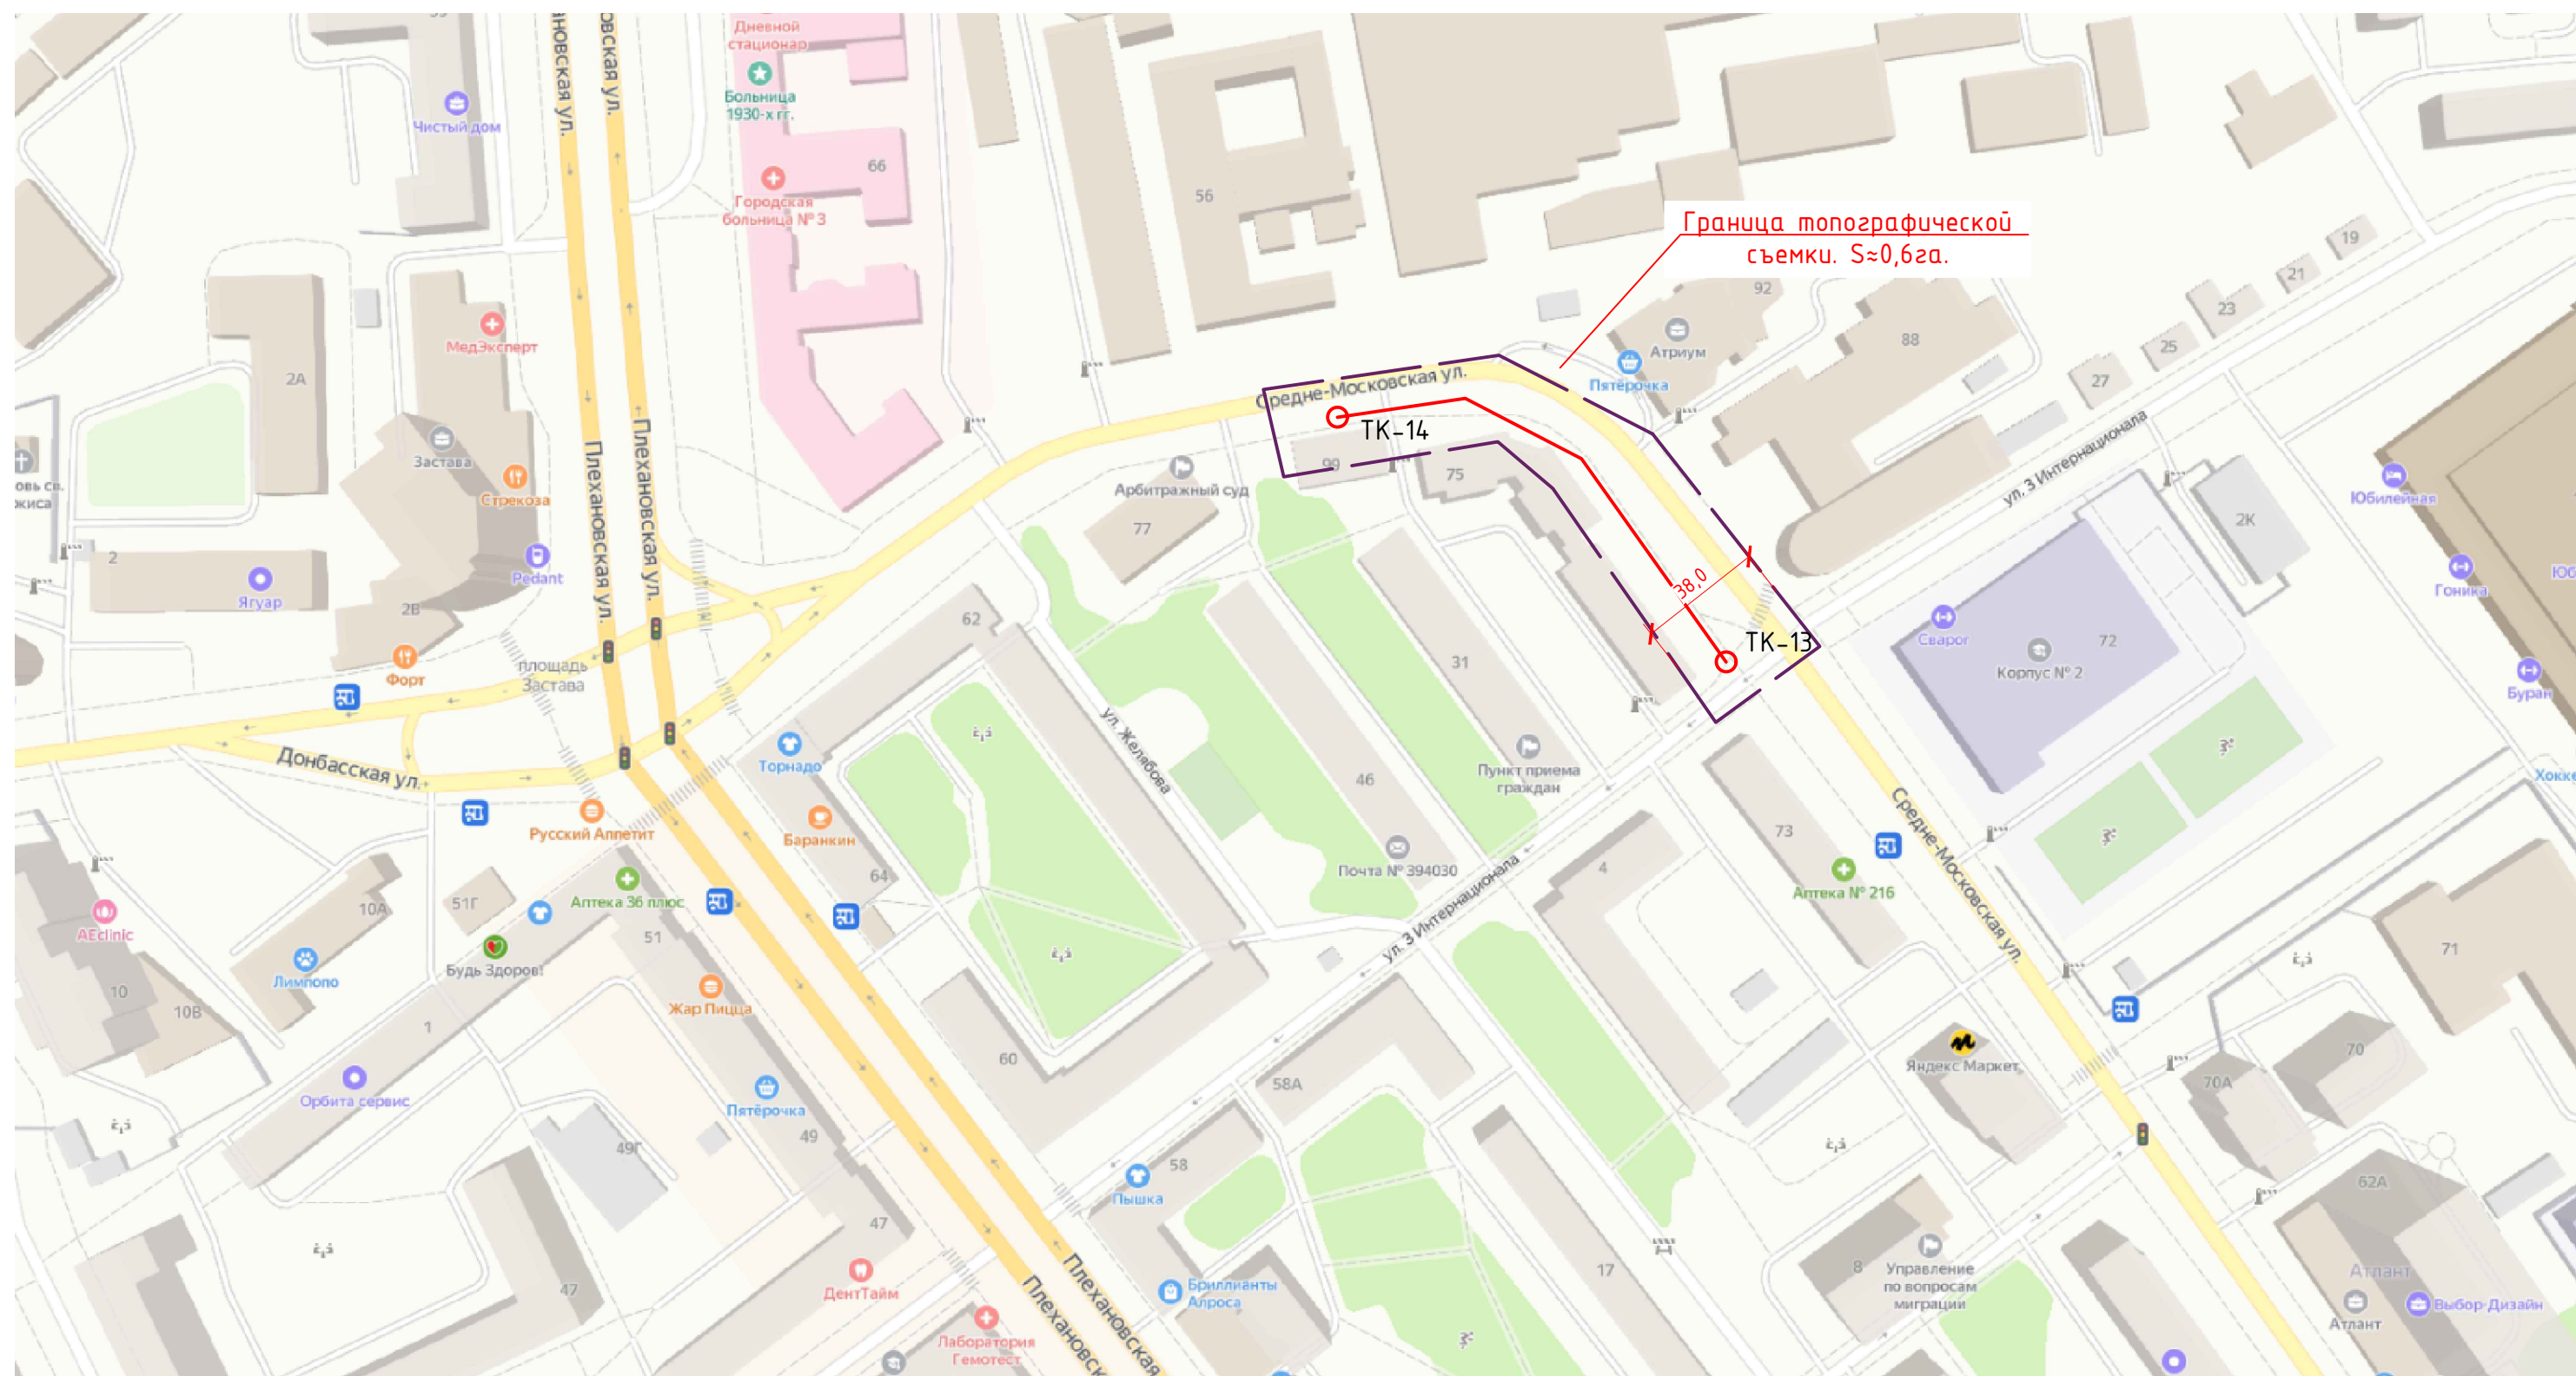 Дневной
стационар
Больница
1930-х гг.
Чистый дом
Плехановская ул.
66
56
Городская
больница № 3
Граница топографической
съемки. S≈0,6га.
19
21
23
25
27
92
88
МедЭксперт
2А
Атриум
Пятёрочка
Средне-Московская ул.
ТК-14
99
75
Застава
Стрекоза
Арбитражный суд
77
ул. 3 Интернационала
Юбилейная
2К
Плехановская ул.
Плехановская ул.
2
Pedant
Ягуар
2В
38,0
Гоника
62
ТК-13
Сварог
72
Корпус № 2
31
площадь
Застава
Форт
Буран
ул. Желябова
Донбасская ул.
Торнадо
46
Пункт приема
граждан
Русский Аппетит
Баранкин
73
Средне-Московская ул.
64
Почта № 394030
ул. 3 Интернационала
4
Аптека № 216
10А
51Г
Аптека 36 плюс
51
AEclinic
Будь Здоров!
Лимпопо
71
10
10В
Жар Пицца
1
60
58А
Яндекс Маркет
70
70А
Орбита сервис
Пятёрочка
49
49Г
58
Пышка
62А
47
47
ДентТайм
Бриллианты
Алроса
17
8
Управление
по вопросам
миграции
Атлант
Выбор-Дизайн
Атлант
Лаборатория
Гемотест
Плехановская